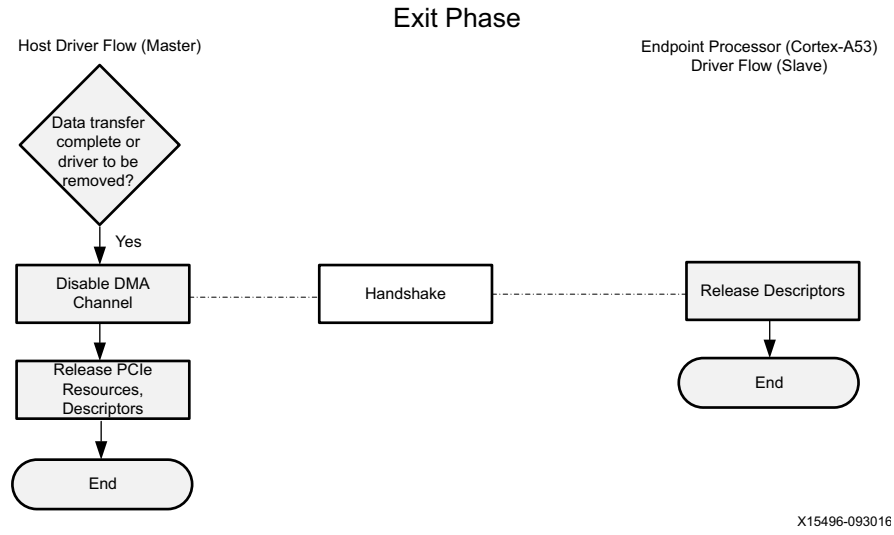 Exit Phase
Host Driver Flow (Master)
Endpoint Processor (Cortex-A53)
Driver Flow (Slave)
Data transfer
complete or
driver to be
removed?
Yes
Disable DMA
Channel
Handshake
Release Descriptors
Release PCIe
Resources,
Descriptors
End
End
X15496-093016